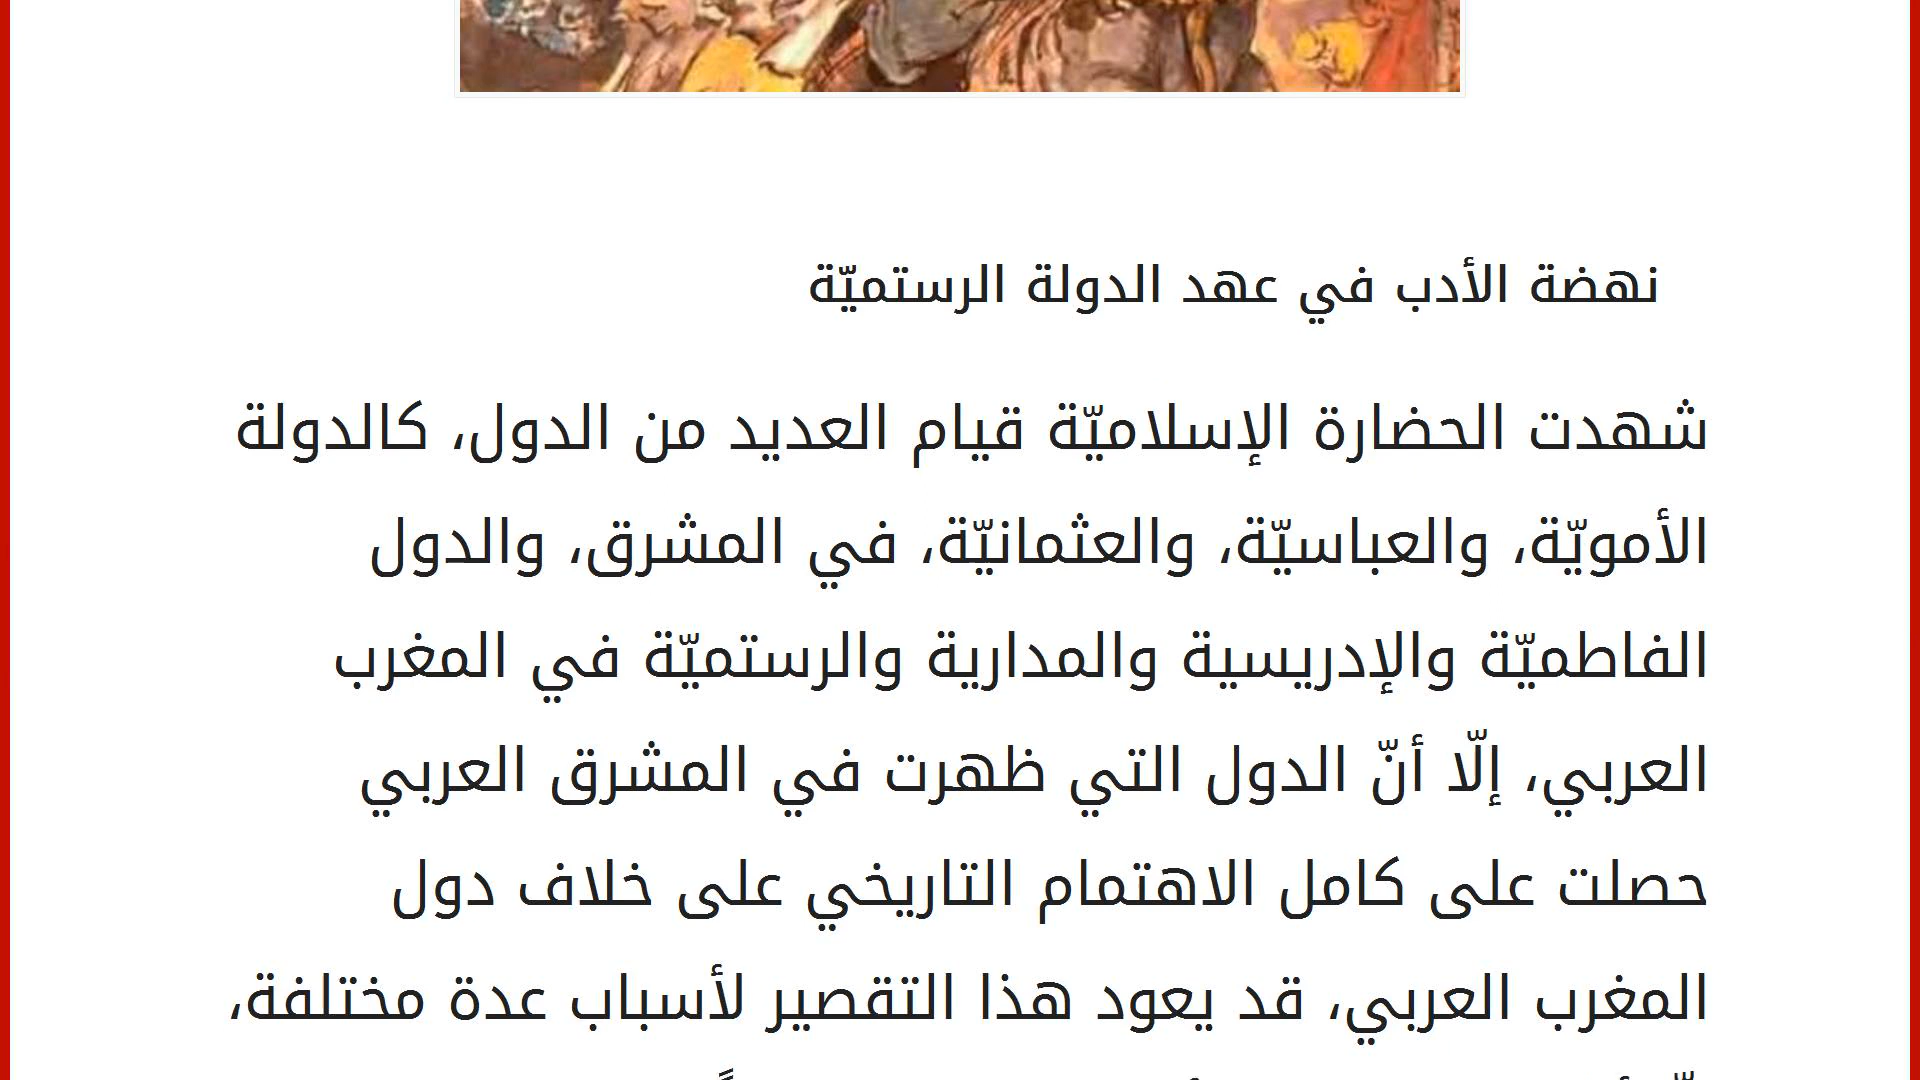 نهضة الأدب في عهد الدولة الرستميّة
شهدت الحضارة الإسلاميّة قيام العديد من الدول، كالدولة
الأمويّة، والعباسيّة، والعثمانيّة، في المشرق، والدول
الفاطميّة والإدريسية والمدارية والرستميّة في المغرب
العربي، إلّا أنّ الدول التي ظهرت في المشرق العربي
حصلت على كامل الاهتمام التاريخي على خلاف دول
المغرب العربي، قد يعود هذا التقصير لأسباب عدة مختلفة،